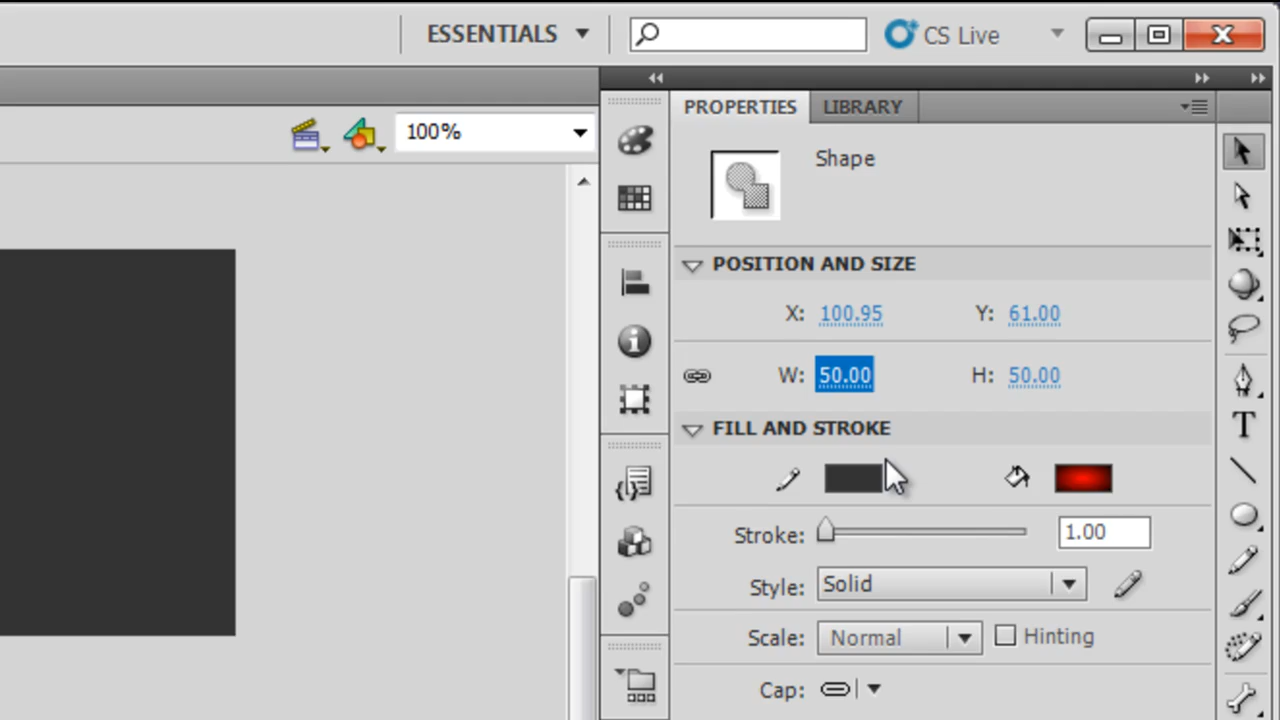 ESSENTIALS
CS Live
100%
PROPERTIES LIBRARY
Shape
POSITION AND SIZE
X: 100.95 Y: 61.00
W: 50.00 H: 50.00
FILL AND STROKE
Stroke: 1.00
Style: Solid
Scale: Normal Hinting
Cap: